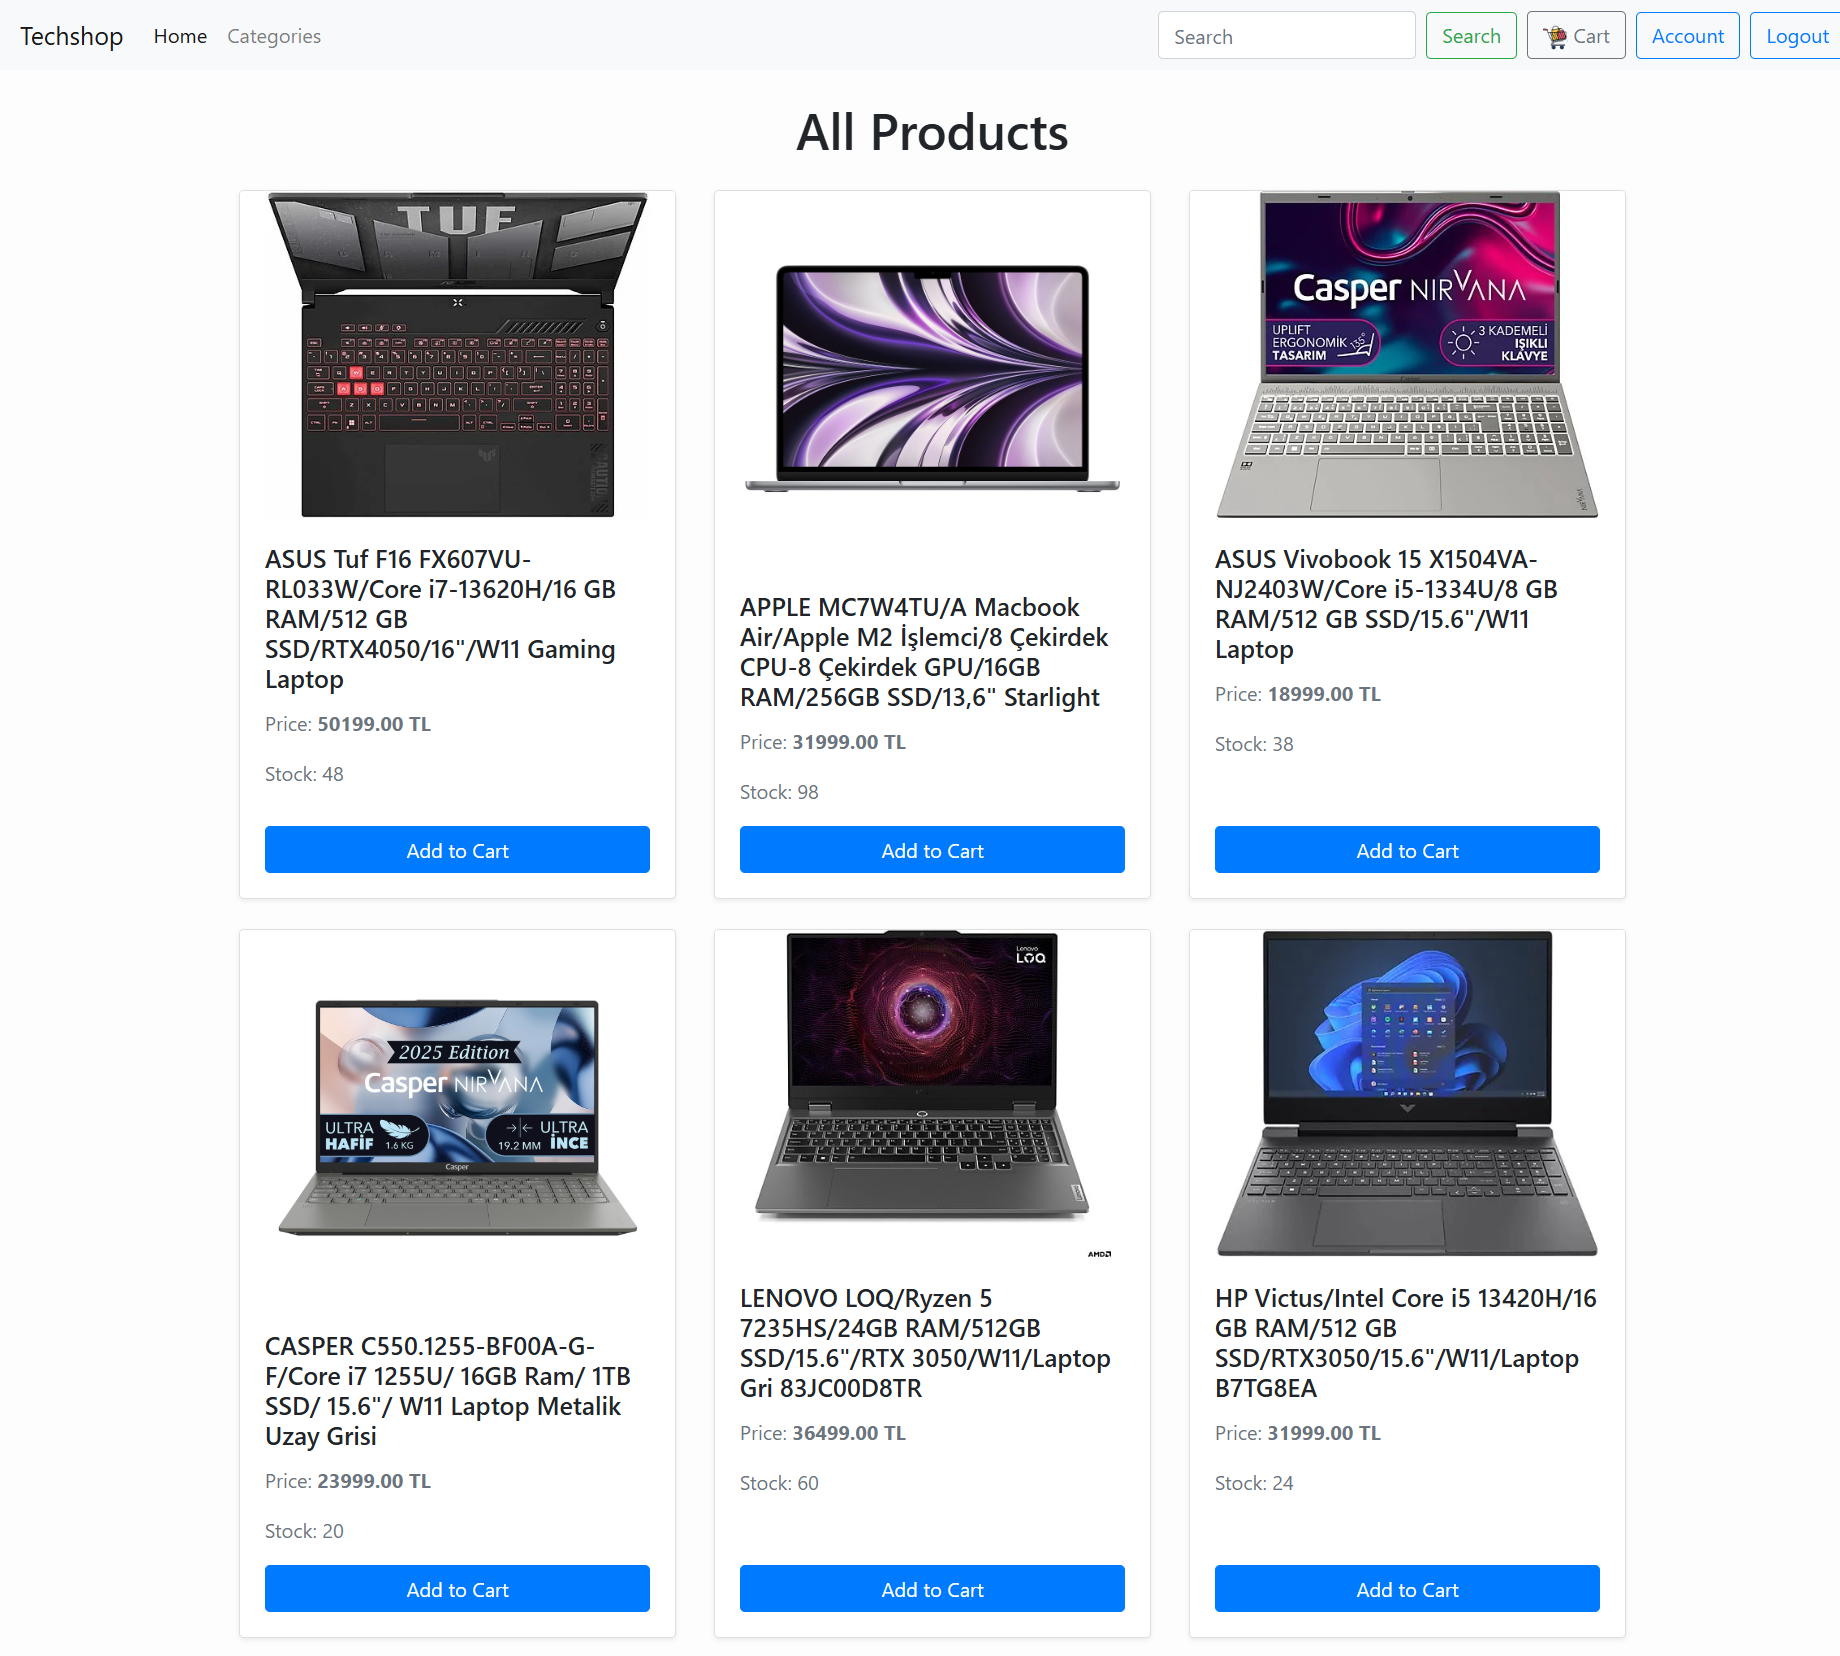 Techshop Home Categories Search Search Cart Account Logout
All Products
TUF
Casper NIRVANA
UPLIFT
ERGONOMİK
TASARIM
135°
3 KADEMELİ
IŞIKLI
KLAVYE
ASUS Tuf F16 FX607VU-
RL033W/Core i7-13620H/16 GB
RAM/512 GB
SSD/RTX4050/16"/W11 Gaming
Laptop
Price: 50199.00 TL
Stock: 48
Add to Cart
APPLE MC7W4TU/A Macbook
Air/Apple M2 İşlemci/8 Çekirdek
CPU-8 Çekirdek GPU/16GB
RAM/256GB SSD/13,6" Starlight
Price: 31999.00 TL
Stock: 98
Add to Cart
ASUS Vivobook 15 X1504VA-
NJ2403W/Core i5-1334U/8 GB
RAM/512 GB SSD/15.6"/W11
Laptop
Price: 18999.00 TL
Stock: 38
Add to Cart
2025 Edition
Casper NIRVANA
ULTRA
HAFİF
1.6 KG
ULTRA
İNCE
19.2 MM
Casper
CASPER C550.1255-BF00A-G-
F/Core i7 1255U/ 16GB Ram/ 1TB
SSD/ 15.6"/ W11 Laptop Metalik
Uzay Grisi
Price: 23999.00 TL
Stock: 20
Add to Cart
Lenovo
LOQ
AMD
LENOVO LOQ/Ryzen 5
7235HS/24GB RAM/512GB
SSD/15.6"/RTX 3050/W11/Laptop
Gri 83JC00D8TR
Price: 36499.00 TL
Stock: 60
Add to Cart
HP Victus/Intel Core i5 13420H/16
GB RAM/512 GB
SSD/RTX3050/15.6"/W11/Laptop
B7TG8EA
Price: 31999.00 TL
Stock: 24
Add to Cart